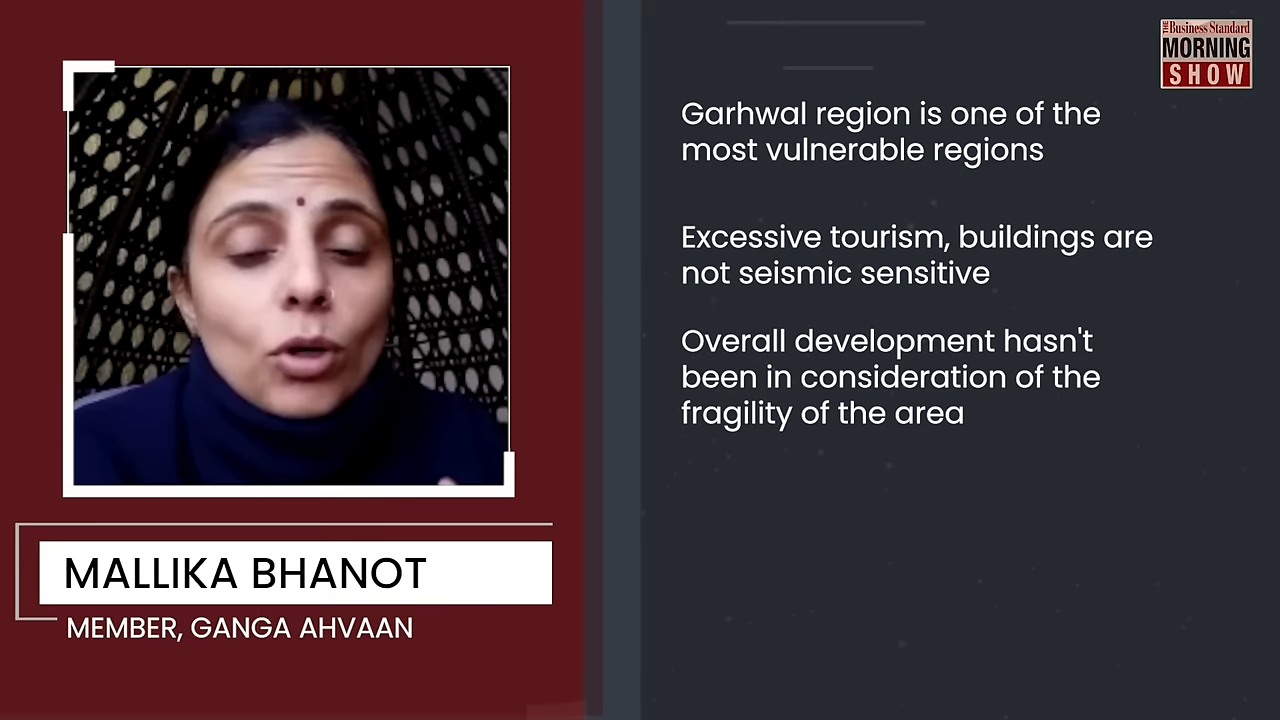 THE Business Standard
MORNING
SHOW
Garhwal region is one of the
most vulnerable regions
Excessive tourism, buildings are
not seismic sensitive
Overall development hasn't
been in consideration of the
fragility of the area
MALLIKA BHANOT
MEMBER, GANGA AHVAAN